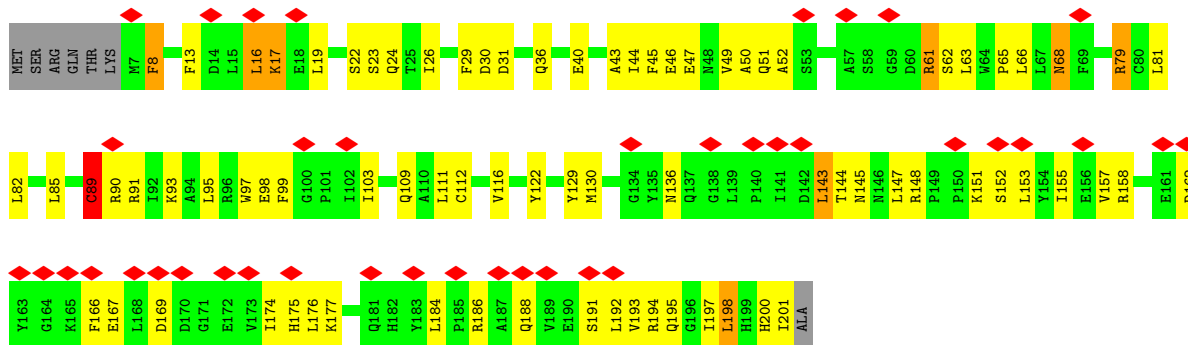 MET SER ARG GLN THR LYS M7 F8 F13 D14 L15 L16 K17 E18 L19 S22 S23 Q24 T25 I26 F29 D30 D31 Q36 E40 A43 I44 F45 E46 E47 N48 V49 A50 Q51 A52 S53 A57 S58 G59 D60 R61 S62 L63 W64 P65 L66 L67 N68 F69 R79 C80 L81
L82 L85 C89 R90 R91 I92 K93 A94 L95 R96 W97 E98 F99 G100 P101 I102 I103 Q109 A110 L111 C112 V116 Y122 Y129 M130 G134 Y135 N136 Q137 G138 L139 P140 I141 D142 L143 T144 N145 N146 L147 R148 P149 P150 K151 S152 L153 Y154 I155 E156 V157 R158 E161
Y163 G164 K165 F166 E167 L168 D169 D170 G171 E172 V173 I174 H175 L176 K177 Q181 H182 Y183 L184 P185 R186 A187 Q188 V189 E190 S191 L192 V193 R194 Q195 G196 I197 L198 H199 H200 I201 ALA